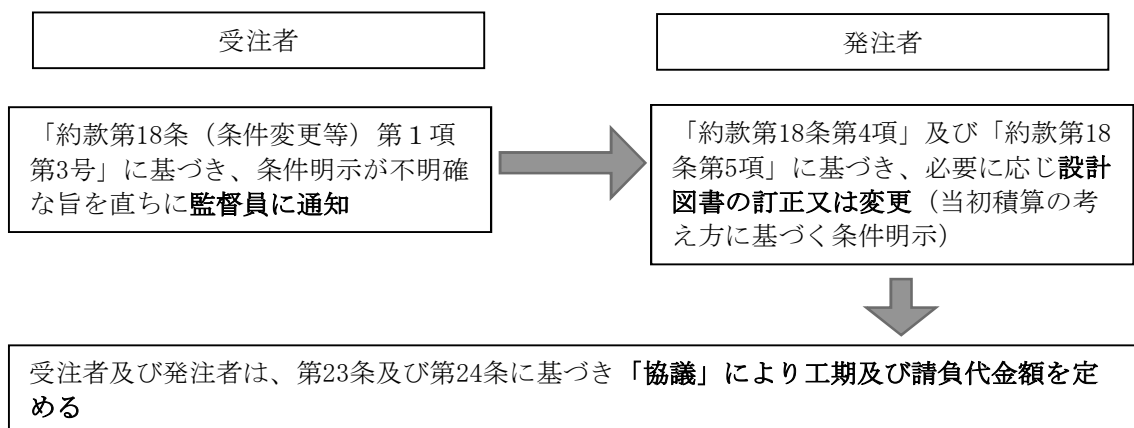 受注者
発注者
「約款第18条（条件変更等）第１項
第3号」に基づき、条件明示が不明確
な旨を直ちに監督員に通知
「約款第18条第4項」及び「約款第18
条第5項」に基づき、必要に応じ設計
図書の訂正又は変更（当初積算の考
え方に基づく条件明示）
受注者及び発注者は、第23条及び第24条に基づき「協議」により工期及び請負代金額を定
める